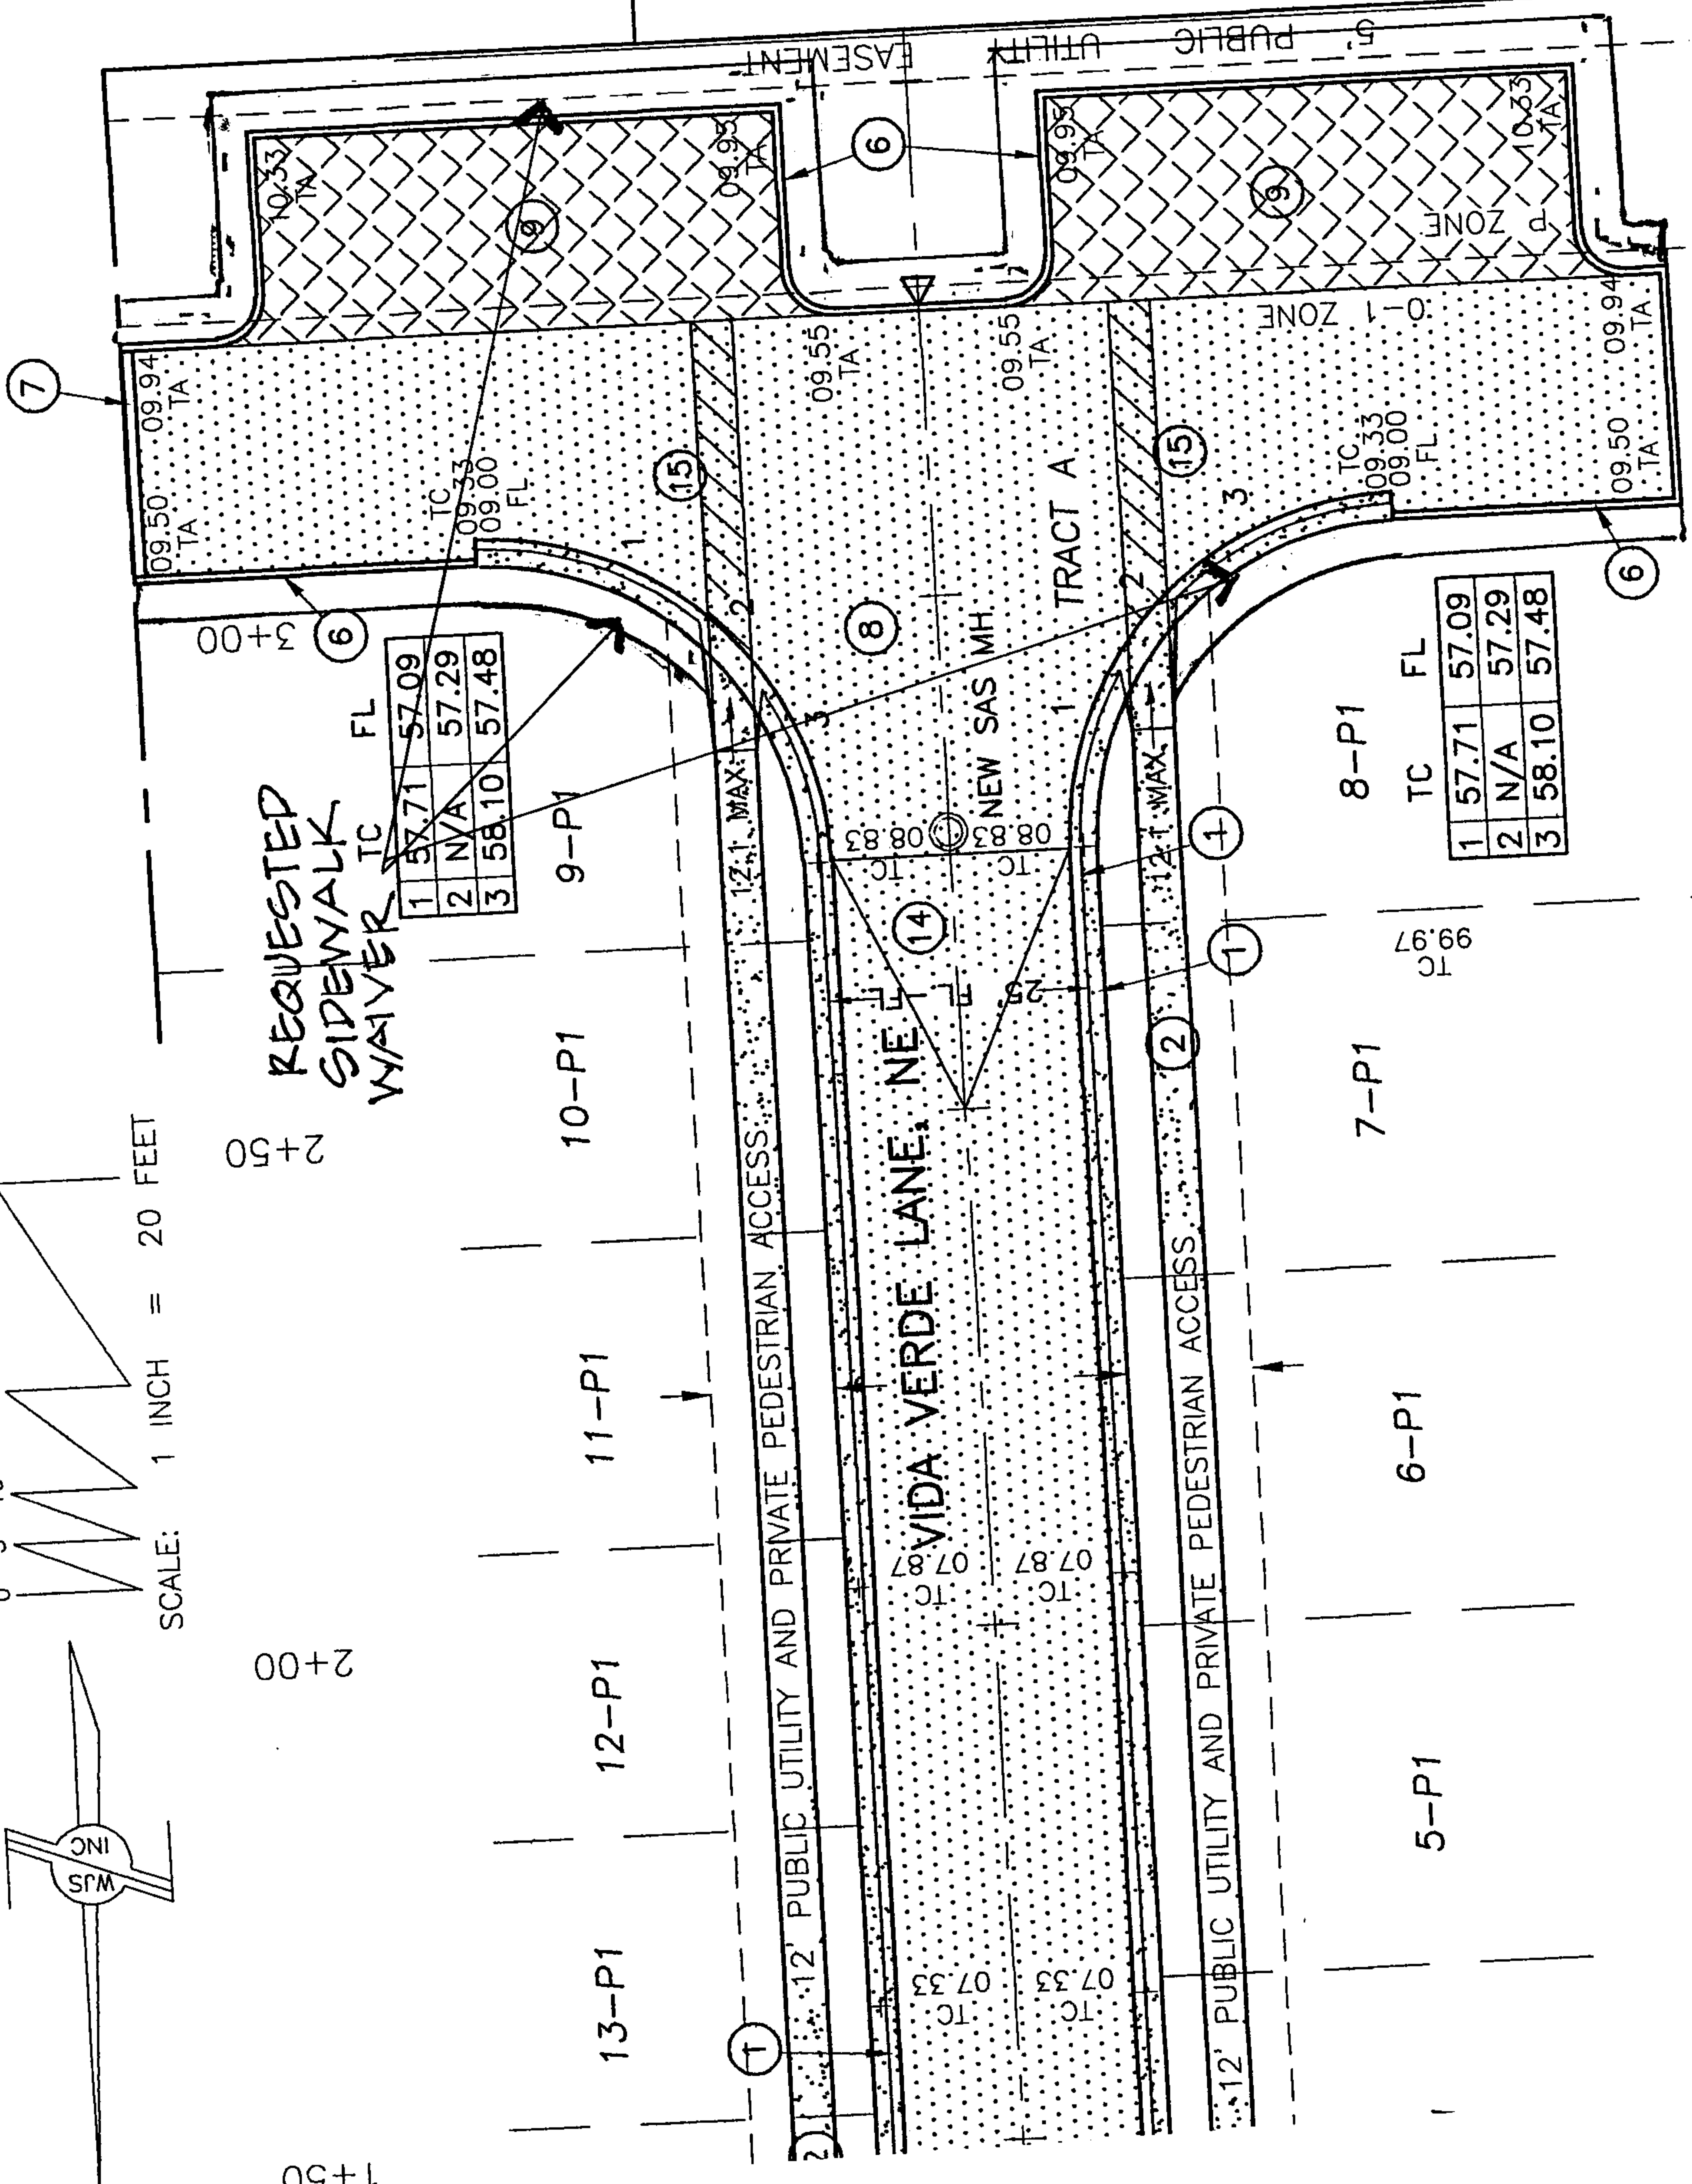 SCALE: 1 INCH = 20 FEET
WJS
INC
1+50
2+00
2+50
3+00
REQUESTED
SIDEWALK
WAIVER
TC FL
1 57.71 57.09
2 N/A 57.29
3 58.10 57.48
13-P1
12-P1
11-P1
10-P1
9-P1
12' PUBLIC UTILITY AND PRIVATE PEDESTRIAN ACCESS
12:1 MAX.
VIDA VERDE LANE, NE
NEW SAS MH
TRACT A
12' PUBLIC UTILITY AND PRIVATE PEDESTRIAN ACCESS
12:1 MAX.
5-P1
6-P1
7-P1
8-P1
TC FL
1 57.71 57.09
2 N/A 57.29
3 58.10 57.48
TC
99.97
TC
07.33
TC
07.33
TC
07.87
TC
07.87
TC
08.83
TC
08.83
FL
FL
25
1
2
3
1
2
3
09.50
TA
09.94
TA
TC
09.33
09.00
FL
10.33
TA
09.95
TA
09.55
TA
09.55
TA
09.95
TA
10.33
TA
TC
09.33
09.00
FL
09.50
TA
09.94
TA
P ZONE
O-1 ZONE
5' PUBLIC UTILITY EASEMENT
7
6
9
6
9
15
8
15
6
14
1
1
2
1
2